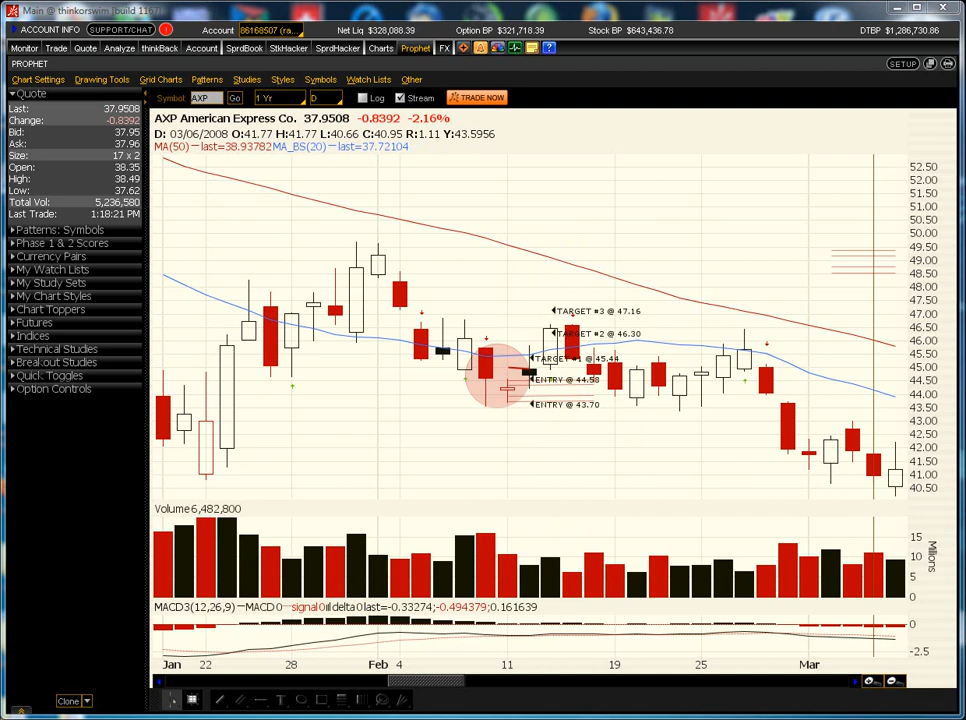 Main @ thinkorswim [build 1167]
ACCOUNT INFO SUPPORT/CHAT ! Account 86168507 (ra... Net Liq $328,088.39 Option BP $321,718.39 Stock BP $643,436.78 DTBP $1,286,730.86
Monitor Trade Quote Analyze thinkBack Account SprdBook StkHacker SprdHacker Charts Prophet FX
PROPHET SETUP
Chart Settings Drawing Tools Grid Charts Patterns Studies Styles Symbols Watch Lists Other
Quote Symbol: AXP Go 1 Yr D Log Stream TRADE NOW
Last: 37.9508
Change: -0.8392
Bid: 37.95
Ask: 37.96
Size: 17 x 2
Open: 38.35
High: 38.49
Low: 37.62
Total Vol: 5,236,580
Last Trade: 1:18:21 PM
Patterns: Symbols
Phase 1 & 2 Scores
Currency Pairs
My Watch Lists
My Study Sets
My Chart Styles
Chart Toppers
Futures
Indices
Technical Studies
Breakout Studies
Quick Toggles
Option Controls
AXP American Express Co. 37.9508 -0.8392 -2.16%
D: 03/06/2008 O:41.77 H:41.77 L:40.66 C:40.95 R:1.11 Y:43.5956
MA(50) —last=38.93782 MA_BS(20) —last=37.72104
52.50
52.00
51.50
51.00
50.50
50.00
49.50
49.00
48.50
48.00
47.50
47.00
46.50
46.00
45.50
45.00
44.50
44.00
43.50
43.00
42.50
42.00
41.50
41.00
40.50
TARGET #3 @ 47.16
TARGET #2 @ 46.30
TARGET #1 @ 45.44
ENTRY @ 44.58
ENTRY @ 43.70
Volume 6,482,800
15
10
5
0
Millions
MACD3(12,26,9) —MACD 0 signal 0 delta 0 last=-0.33274;-0.494379;0.161639
0
-2.5
Jan 22 28 Feb 4 11 19 25 Mar
Clone